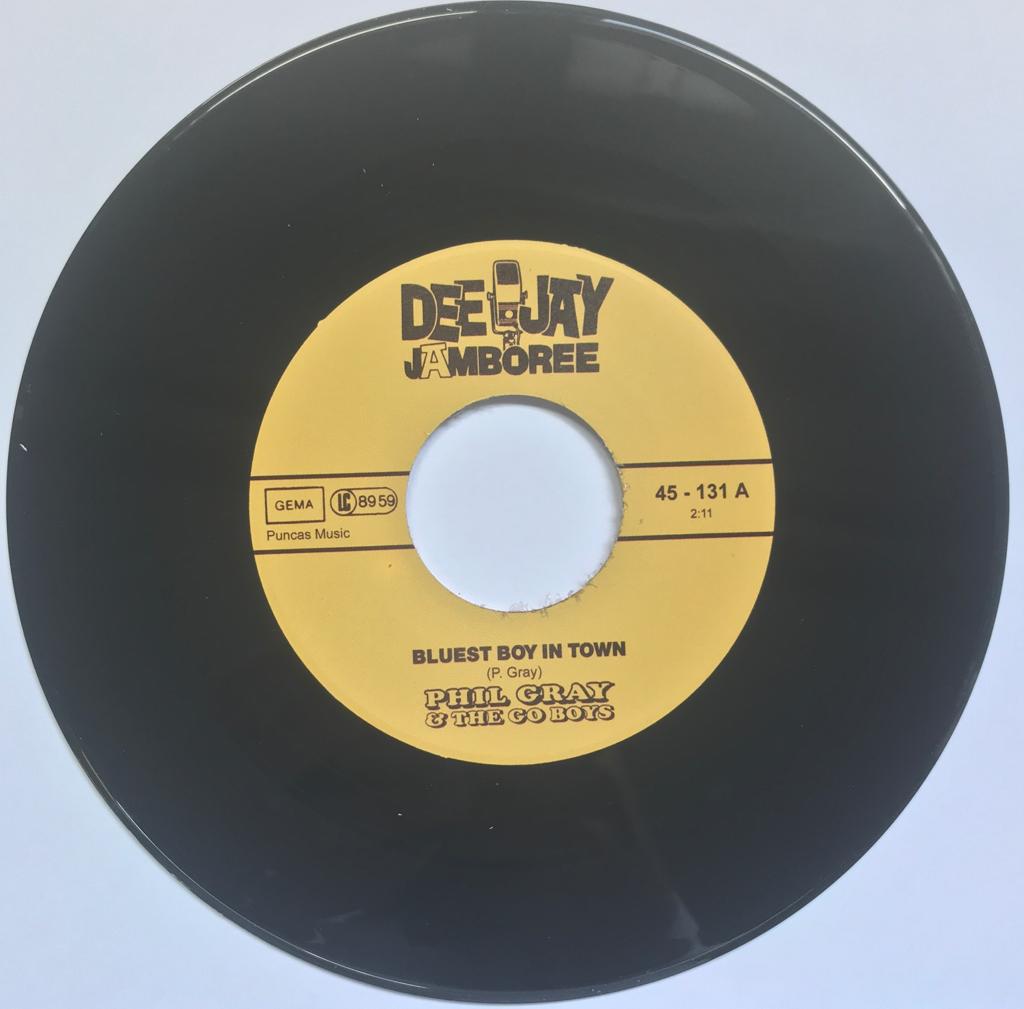 DEE JAY
JAMBOREE
GEMA LC 8959
Puncas Music
45 - 131 A
2:11
BLUEST BOY IN TOWN
(P. Gray)
PHIL GRAY
& THE GO BOYS